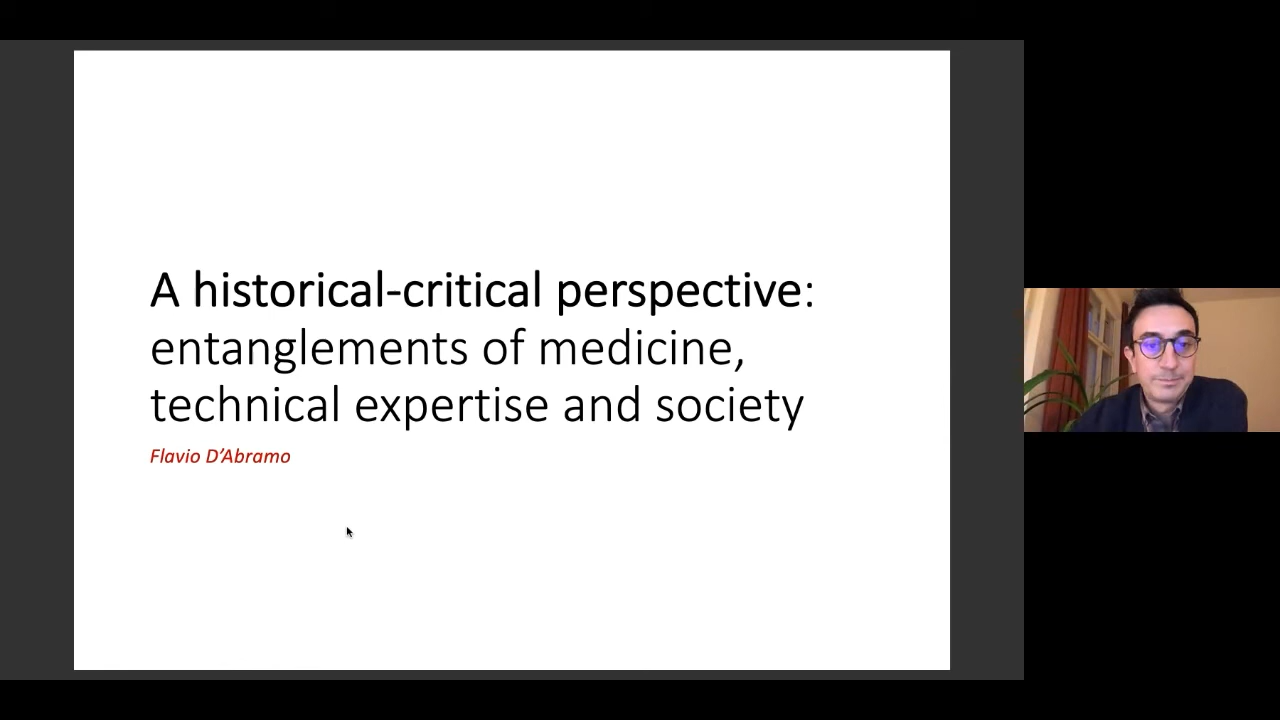 A historical-critical perspective:
entanglements of medicine,
technical expertise and society
Flavio D’Abramo